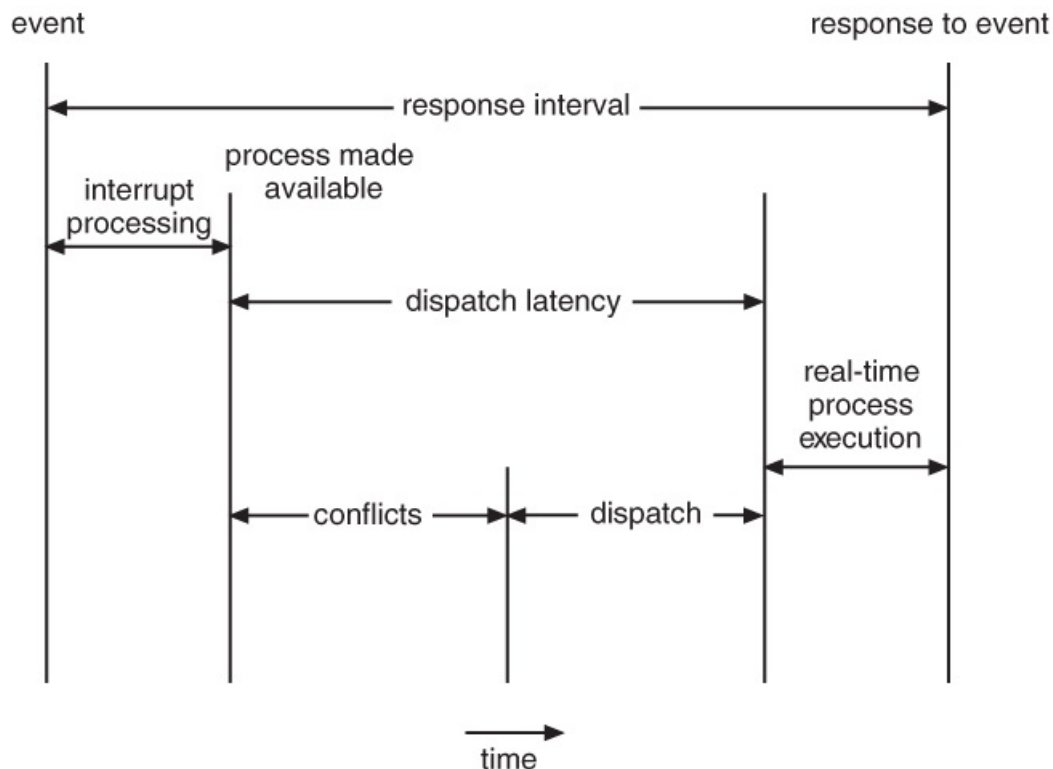 event
response to event
response interval
process made
available
interrupt
processing
dispatch latency
real-time
process
execution
conflicts
dispatch
time